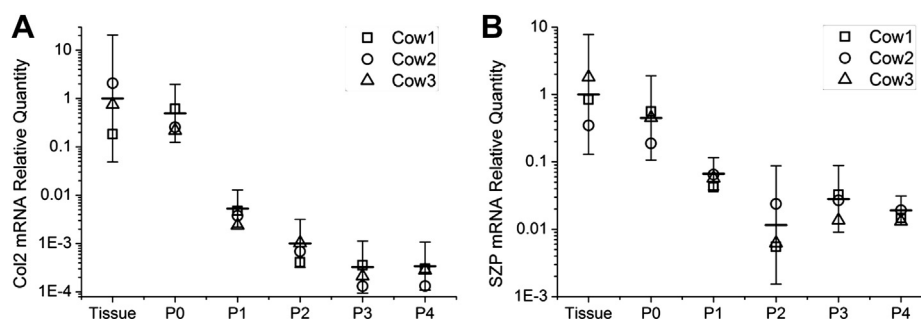 A
Col2 mRNA Relative Quantity
10
1
0.1
0.01
1E-3
1E-4
Tissue P0 P1 P2 P3 P4
Cow1
Cow2
Cow3
B
SZP mRNA Relative Quantity
10
1
0.1
0.01
1E-3
Tissue P0 P1 P2 P3 P4
Cow1
Cow2
Cow3